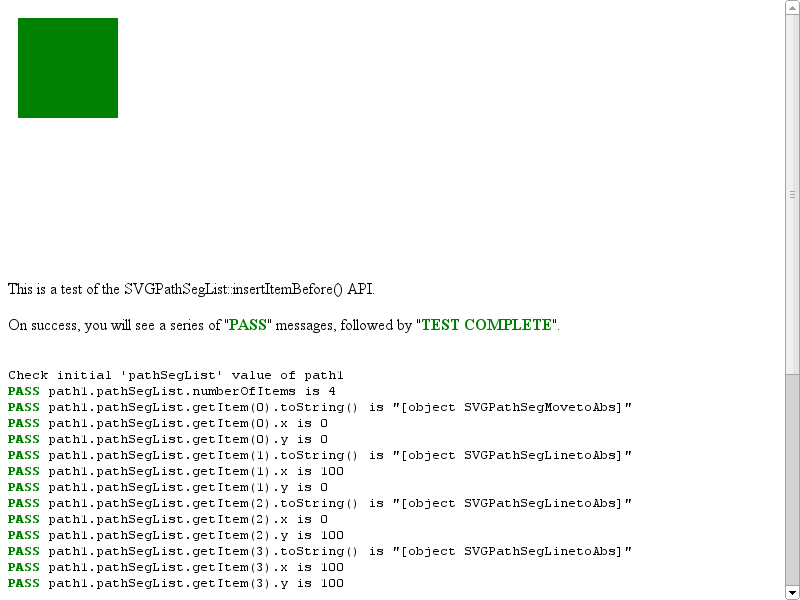 This is a test of the SVGPathSegList::insertItemBefore() API.
On success, you will see a series of "PASS" messages, followed by "TEST COMPLETE".
Check initial 'pathSegList' value of path1
PASS path1.pathSegList.numberOfItems is 4
PASS path1.pathSegList.getItem(0).toString() is "[object SVGPathSegMovetoAbs]"
PASS path1.pathSegList.getItem(0).x is 0
PASS path1.pathSegList.getItem(0).y is 0
PASS path1.pathSegList.getItem(1).toString() is "[object SVGPathSegLinetoAbs]"
PASS path1.pathSegList.getItem(1).x is 100
PASS path1.pathSegList.getItem(1).y is 0
PASS path1.pathSegList.getItem(2).toString() is "[object SVGPathSegLinetoAbs]"
PASS path1.pathSegList.getItem(2).x is 0
PASS path1.pathSegList.getItem(2).y is 100
PASS path1.pathSegList.getItem(3).toString() is "[object SVGPathSegLinetoAbs]"
PASS path1.pathSegList.getItem(3).x is 100
PASS path1.pathSegList.getItem(3).y is 100